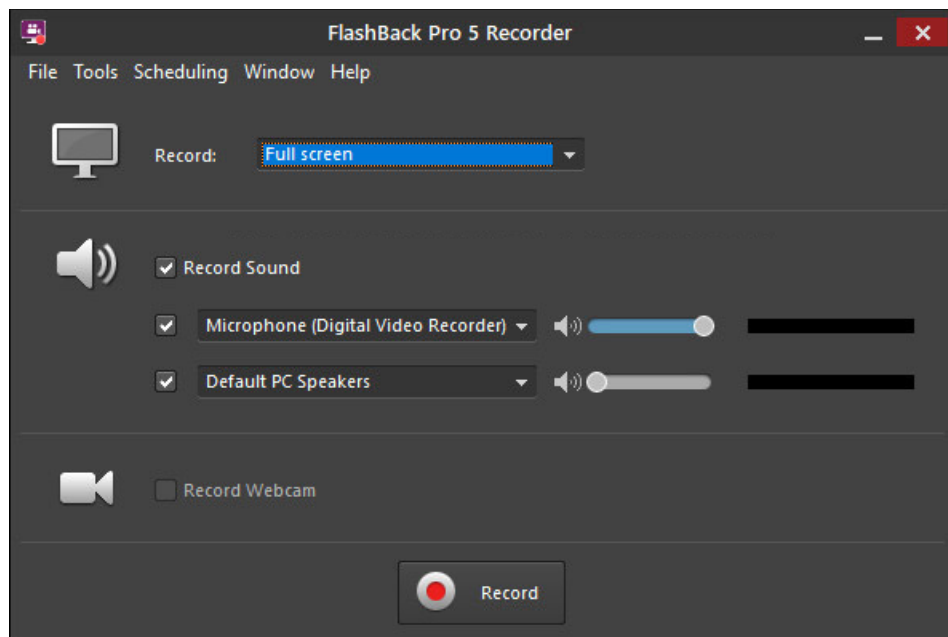 FlashBack Pro 5 Recorder
File Tools Scheduling Window Help
Record: Full screen
Record Sound
Microphone (Digital Video Recorder)
Default PC Speakers
Record Webcam
Record